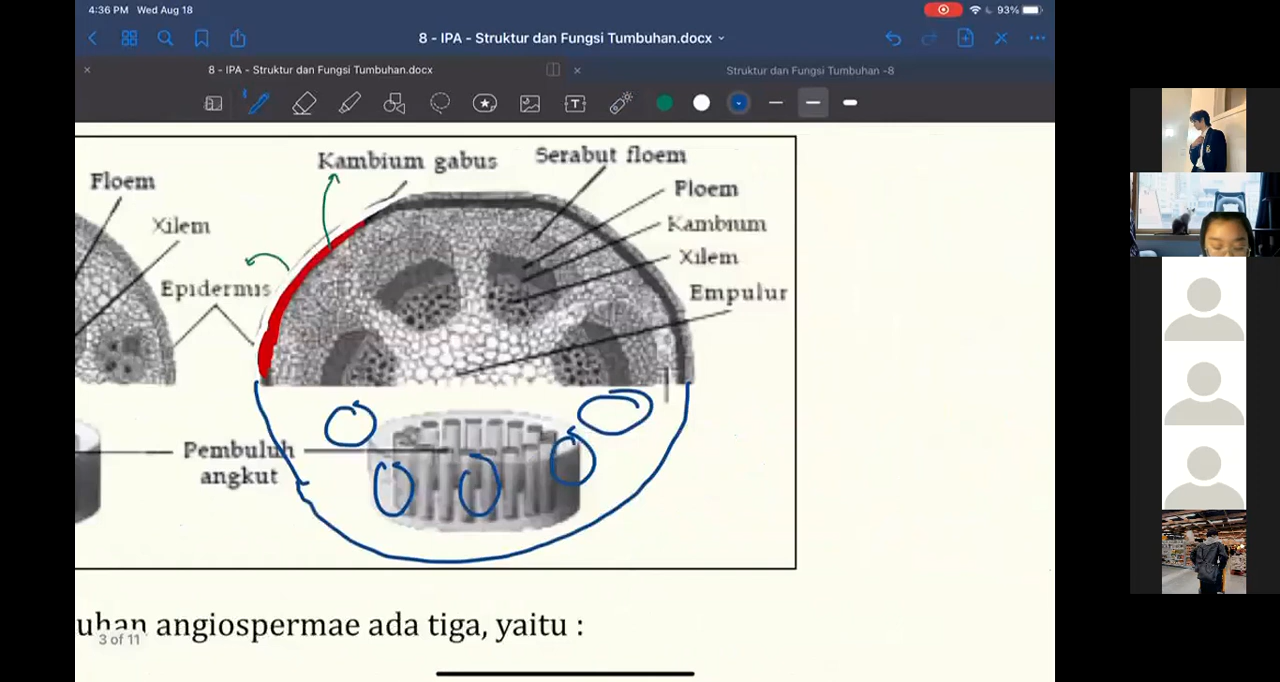 4:36 PM Wed Aug 18
93%
8 - IPA - Struktur dan Fungsi Tumbuhan.docx
8 - IPA - Struktur dan Fungsi Tumbuhan.docx
Struktur dan Fungsi Tumbuhan -8
Kambium gabus
Serabut floem
Floem
Floem
Xilem
Kambium
Xilem
Epidermis
Empulur
Pembuluh
angkut
uhan angiospermae ada tiga, yaitu :
3 of 11